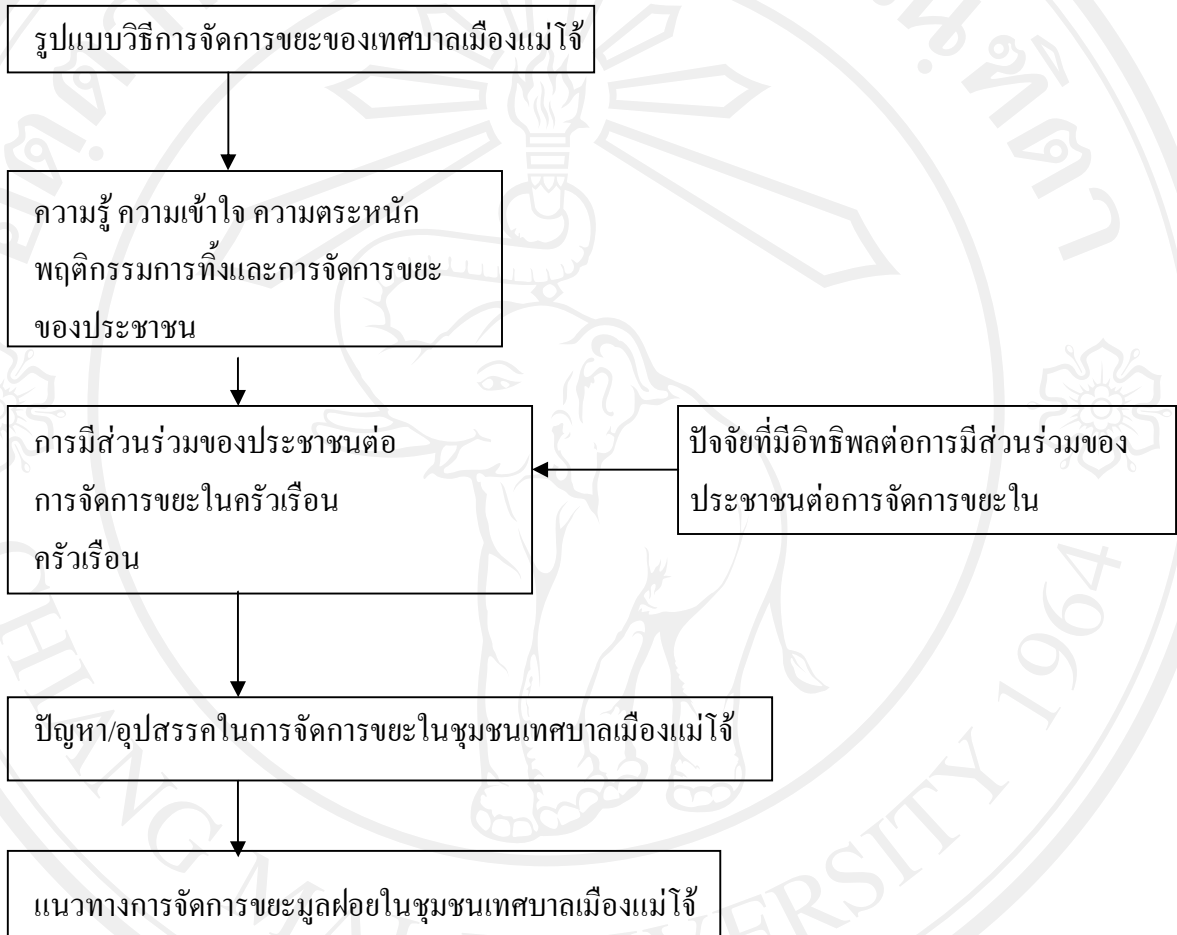 รูปแบบวิธีการจัดการขยะของเทศบาลเมืองแม่โจ้
ความรู้ ความเข้าใจ ความตระหนัก
พฤติกรรมการทิ้งและการจัดการขยะ
ของประชาชน
การมีส่วนร่วมของประชาชนต่อ
การจัดการขยะในครัวเรือน
ครัวเรือน
ปัจจัยที่มีอิทธิพลต่อการมีส่วนร่วมของ
ประชาชนต่อการจัดการขยะใน
ปัญหา/อุปสรรคในการจัดการขยะในชุมชนเทศบาลเมืองแม่โจ้
แนวทางการจัดการขยะมูลฝอยในชุมชนเทศบาลเมืองแม่โจ้
CHIANG MAI UNIVERSITY 1964